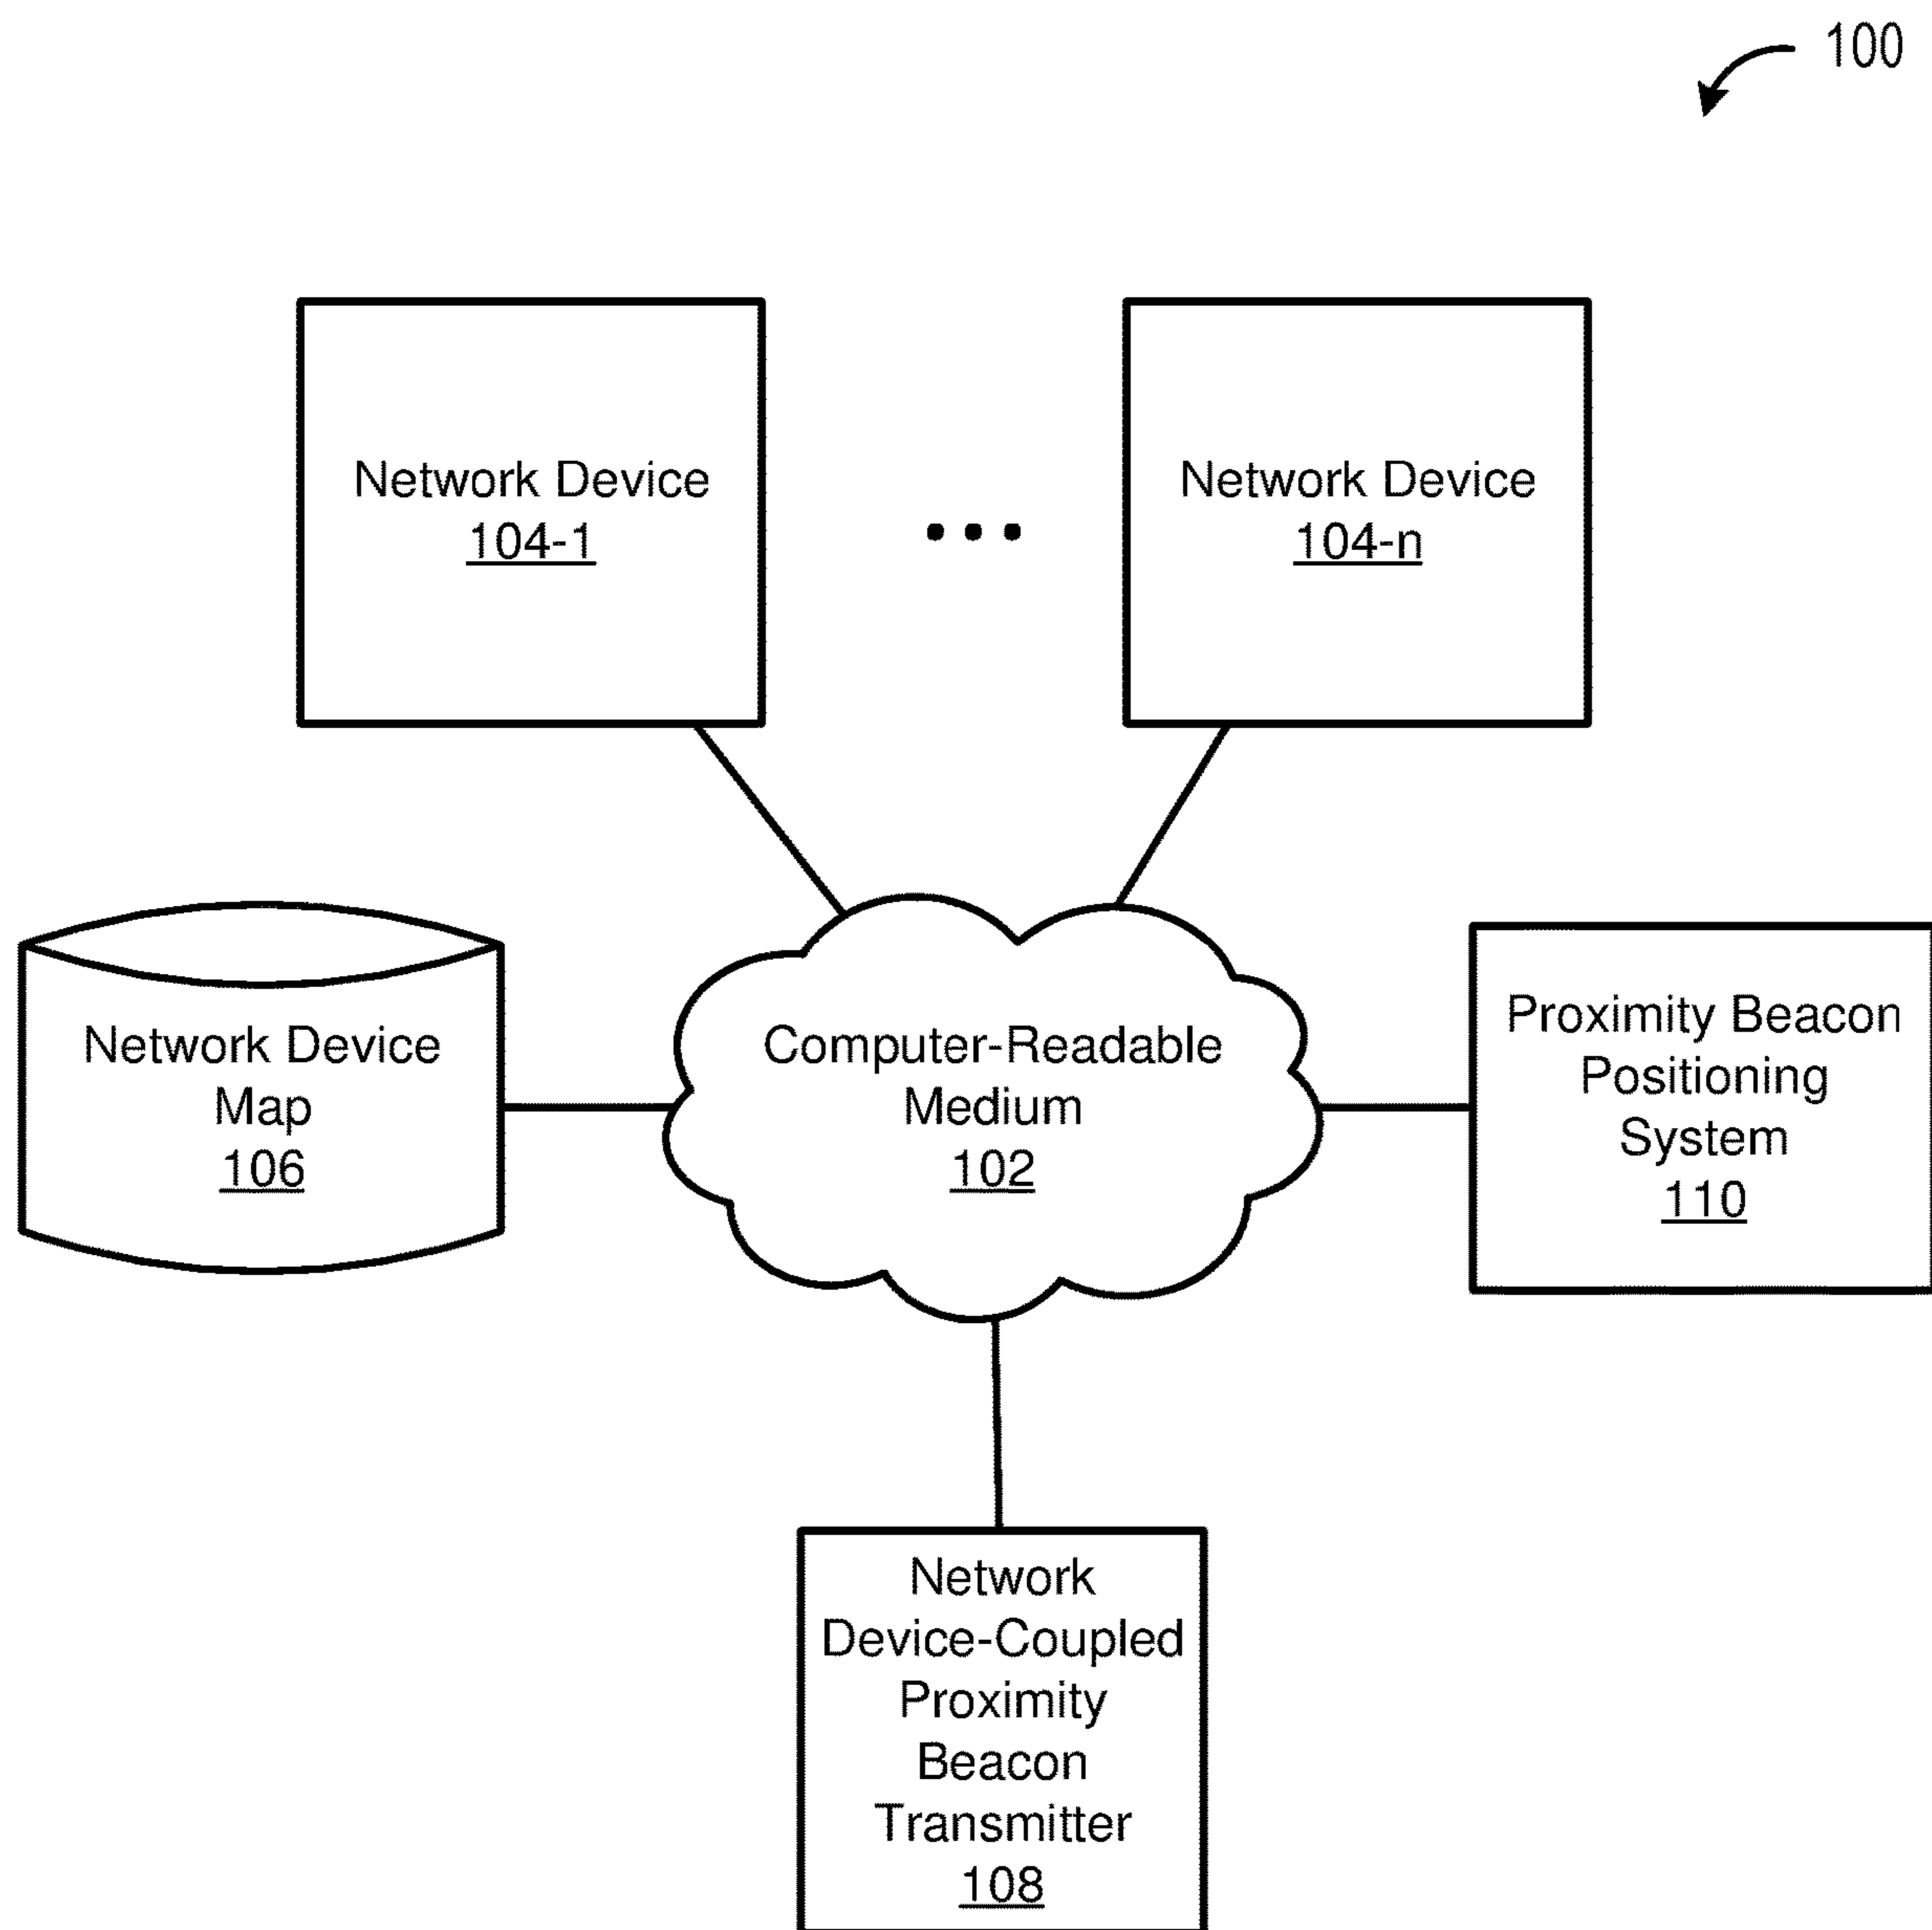 100
Network Device
104-1
...
Network Device
104-n
Network Device
Map
106
Computer-Readable
Medium
102
Proximity Beacon
Positioning
System
110
Network
Device-Coupled
Proximity
Beacon
Transmitter
108